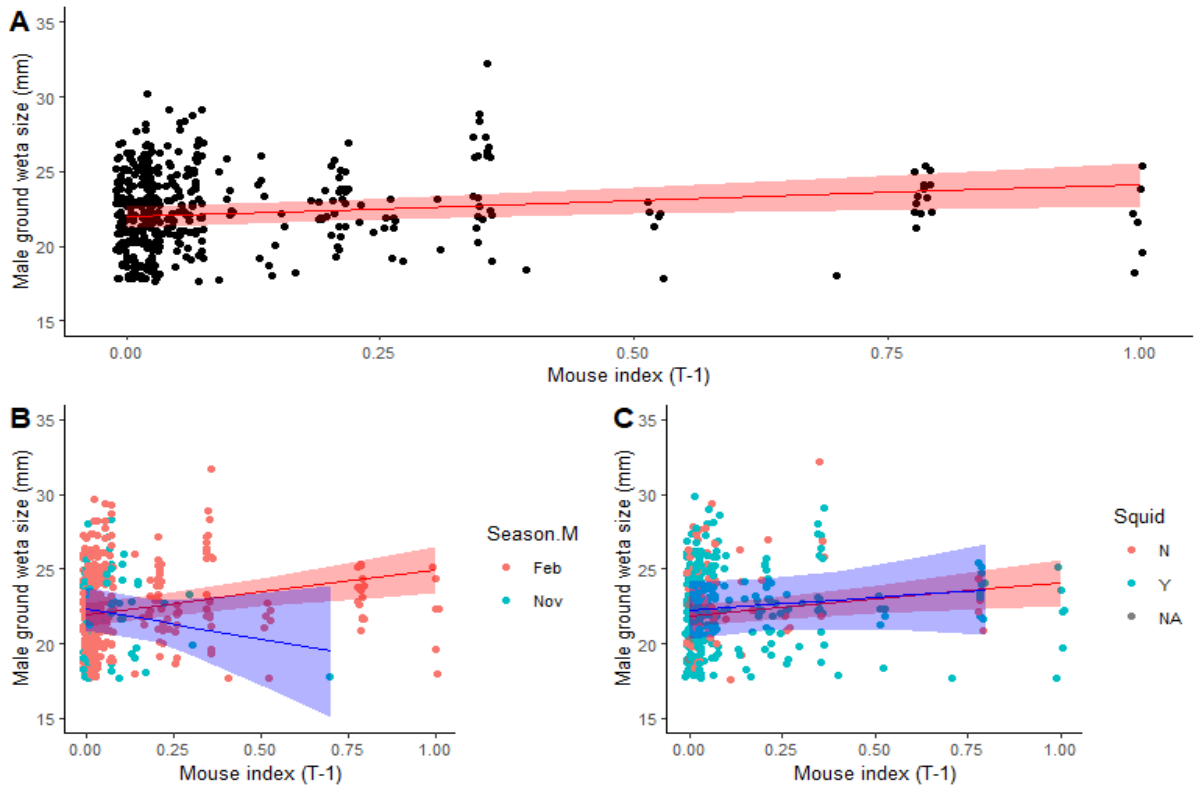 A
Male ground weta size (mm)
35
30
25
20
15
0.00 0.25 0.50 0.75 1.00
Mouse index (T-1)
B
Male ground weta size (mm)
35
30
25
20
15
0.00 0.25 0.50 0.75 1.00
Mouse index (T-1)
Season.M
Feb
Nov
C
Male ground weta size (mm)
35
30
25
20
15
0.00 0.25 0.50 0.75 1.00
Mouse index (T-1)
Squid
N
Y
NA